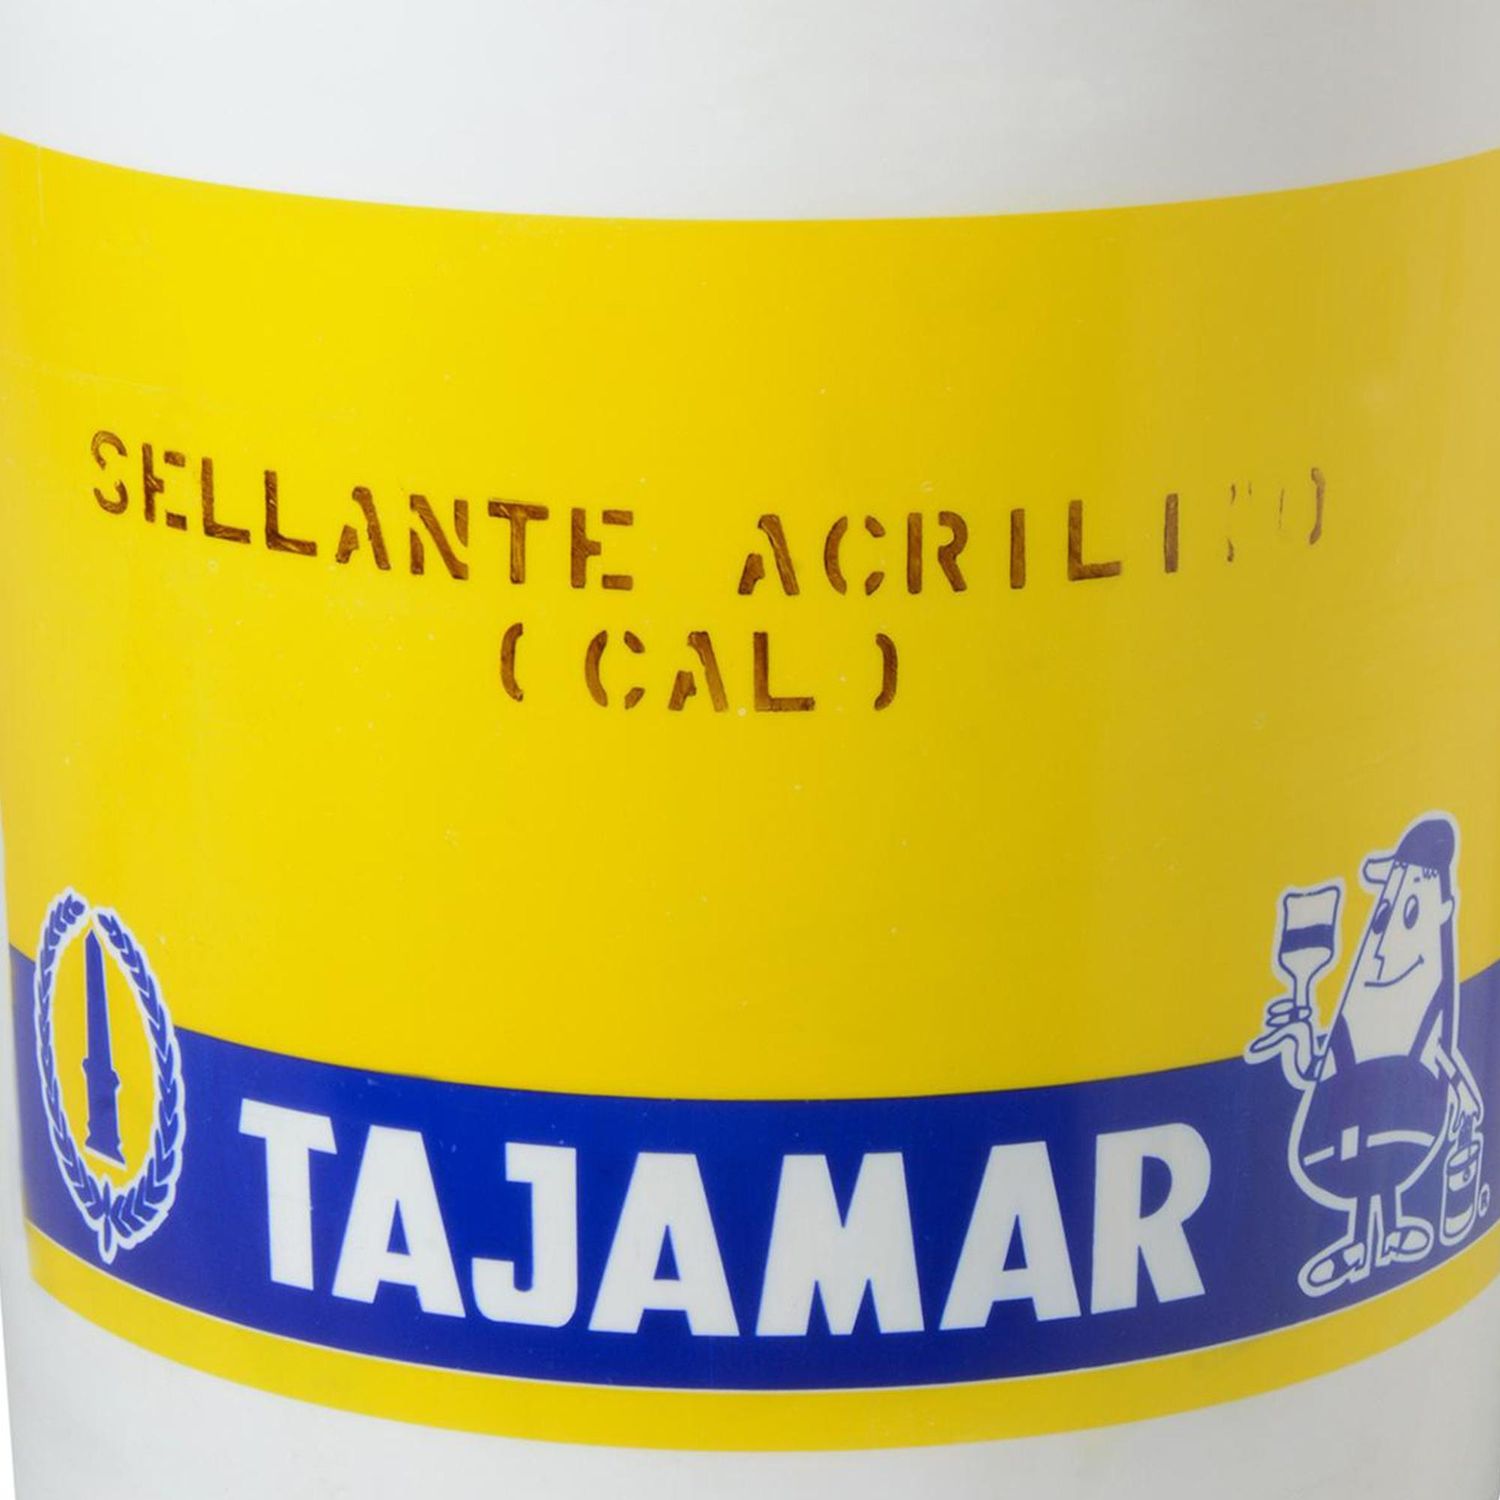 SELLANTE ACRILICO
(CAL)
TAJAMAR
®